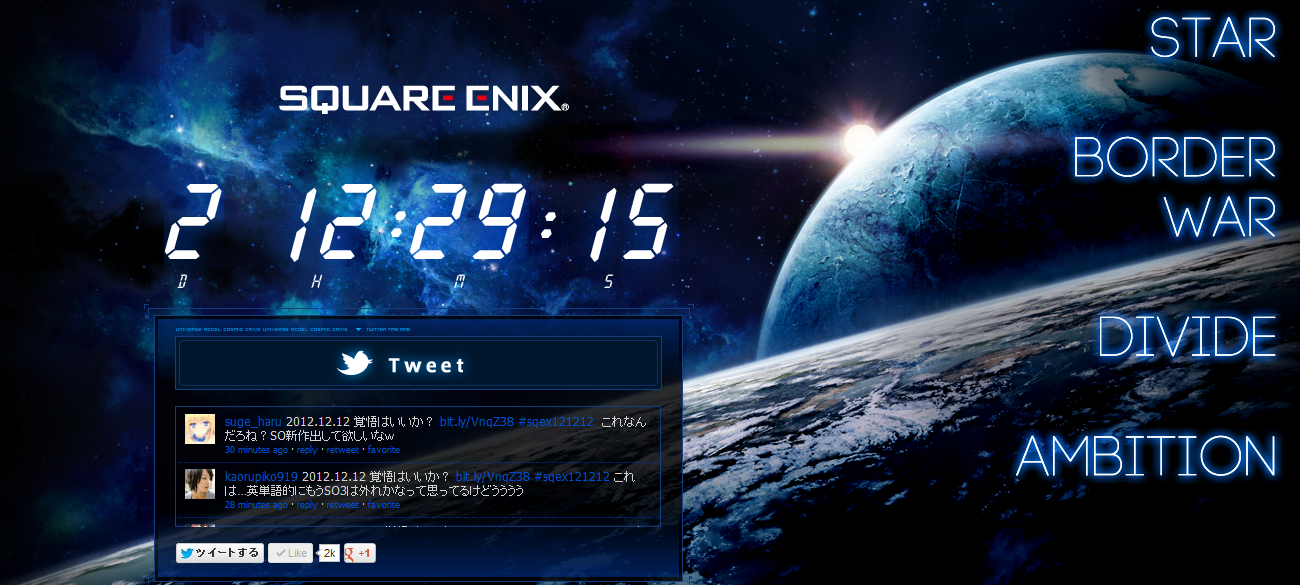 SQUARE ENIX®
2 12:29:15
D H M S
UNIVERSE MODEL COSMIC DRIVE UNIVERSE MODEL COSMIC DRIVE ▼ TWITTER TIME LINE
Tweet
suge_haru 2012.12.12 覚悟はいいか? bit.ly/VnqZ38 #sqex121212 これなん
だろね?SO新作出して欲しいなw
30 minutes ago・reply・retweet・favorite
kaorupiko919 2012.12.12 覚悟はいいか? bit.ly/VnqZ38 #sqex121212 これ
は…英単語的にもうSO3は外れかなって思ってるけどうううう
28 minutes ago・reply・retweet・favorite
ツイートする Like 2k +1
STAR
BORDER
WAR
DIVIDE
AMBITION